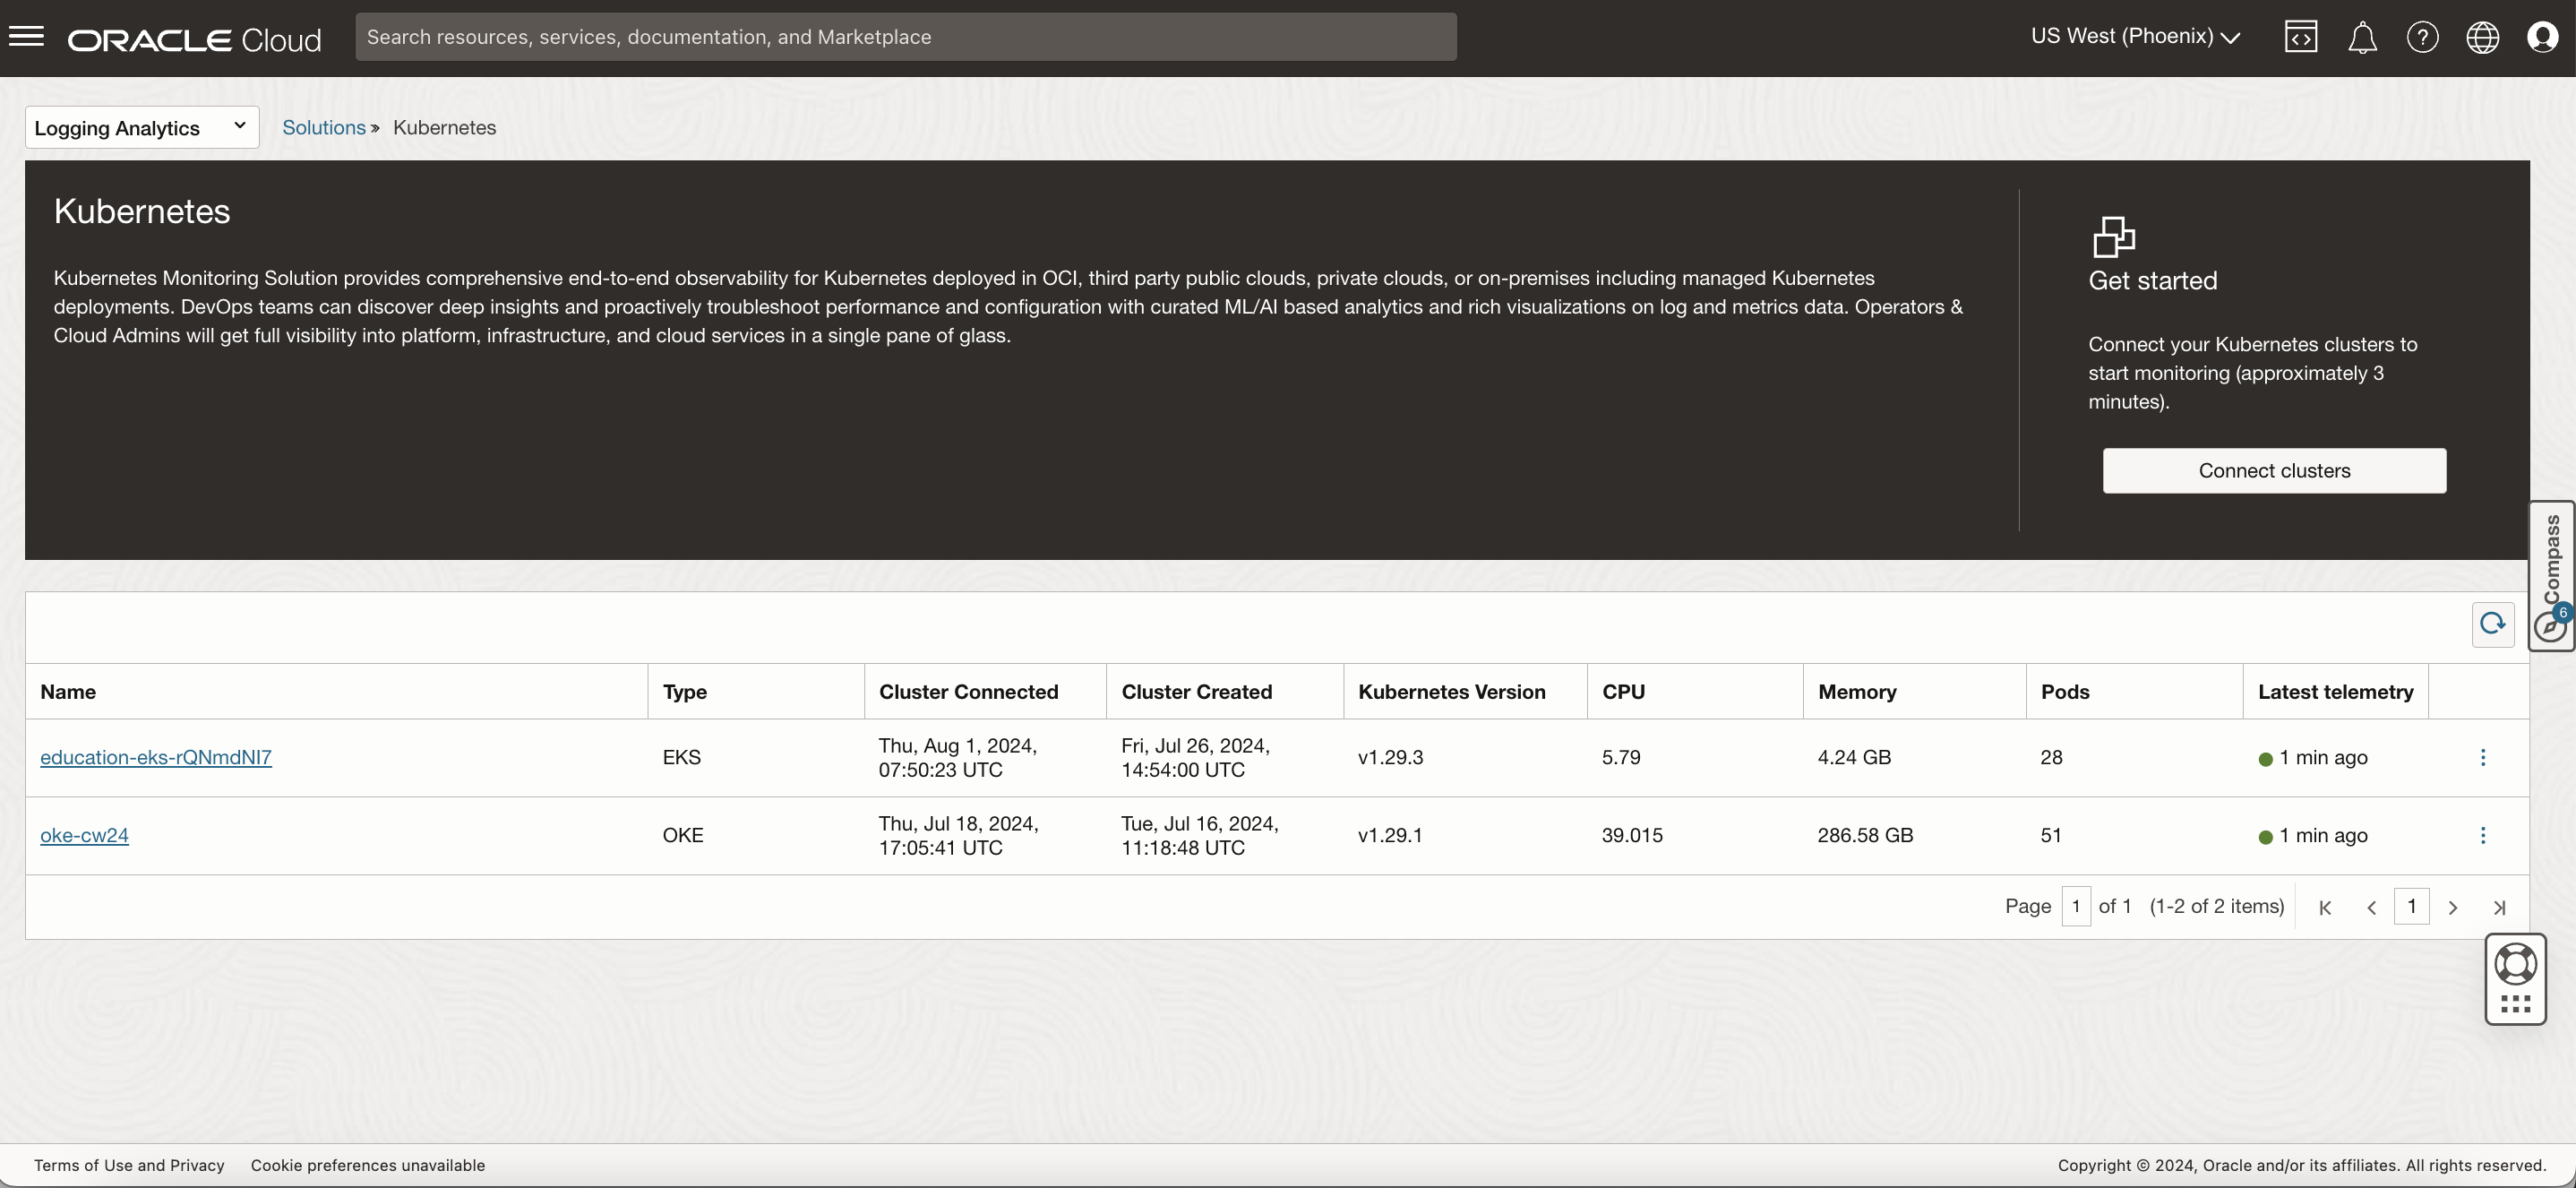 ORACLE Cloud
Search resources, services, documentation, and Marketplace
US West (Phoenix)
Logging Analytics
Solutions » Kubernetes
Kubernetes
Kubernetes Monitoring Solution provides comprehensive end-to-end observability for Kubernetes deployed in OCI, third party public clouds, private clouds, or on-premises including managed Kubernetes
deployments. DevOps teams can discover deep insights and proactively troubleshoot performance and configuration with curated ML/AI based analytics and rich visualizations on log and metrics data. Operators &
Cloud Admins will get full visibility into platform, infrastructure, and cloud services in a single pane of glass.
Get started
Connect your Kubernetes clusters to
start monitoring (approximately 3
minutes).
Connect clusters
Compass
6
Name Type Cluster Connected Cluster Created Kubernetes Version CPU Memory Pods Latest telemetry
education-eks-rQNmdNI7 EKS Thu, Aug 1, 2024, 07:50:23 UTC Fri, Jul 26, 2024, 14:54:00 UTC v1.29.3 5.79 4.24 GB 28 1 min ago
oke-cw24 OKE Thu, Jul 18, 2024, 17:05:41 UTC Tue, Jul 16, 2024, 11:18:48 UTC v1.29.1 39.015 286.58 GB 51 1 min ago
Page 1 of 1 (1-2 of 2 items) 1
Terms of Use and Privacy Cookie preferences unavailable
Copyright © 2024, Oracle and/or its affiliates. All rights reserved.